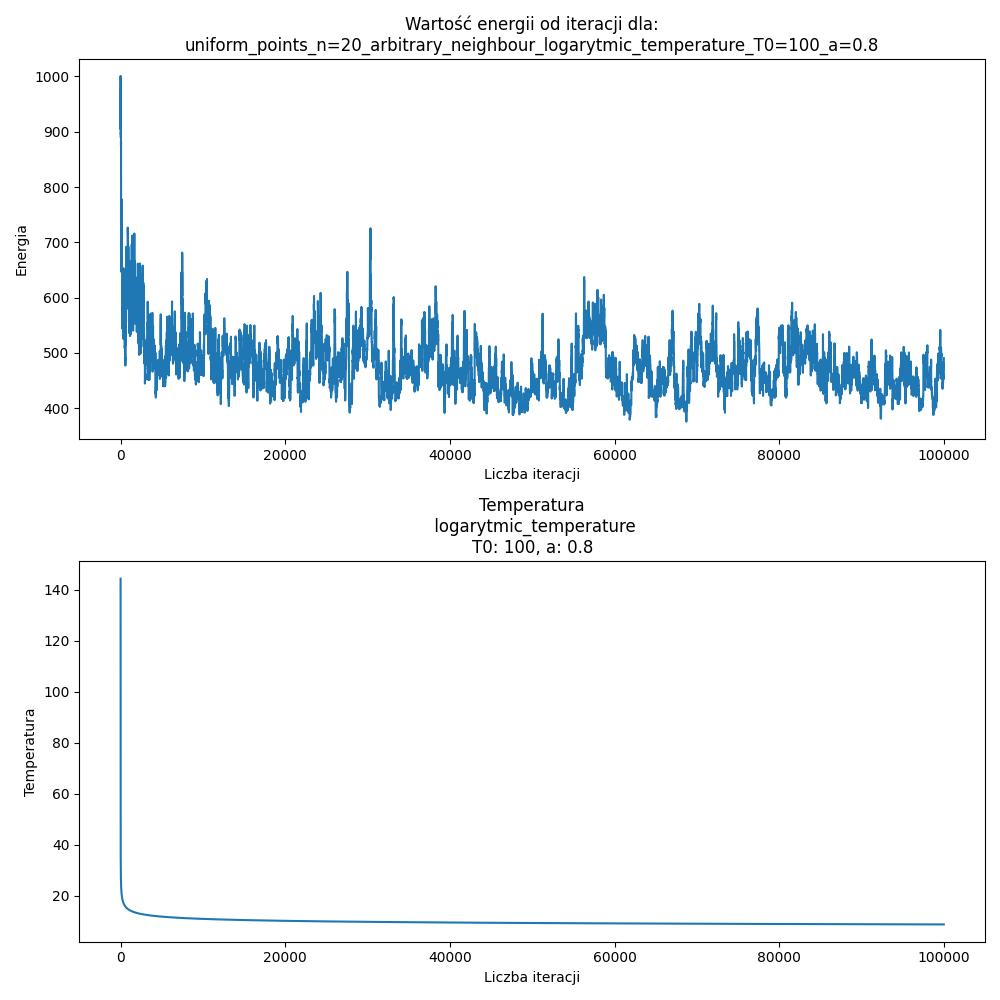 Wartość energii od iteracji dla:
uniform_points_n=20_arbitrary_neighbour_logarytmic_temperature_T0=100_a=0.8
1000
900
800
700
600
500
400
Energia
0 20000 40000 60000 80000 100000
Liczba iteracji
Temperatura
logarytmic_temperature
T0: 100, a: 0.8
140
120
100
80
60
40
20
Temperatura
0 20000 40000 60000 80000 100000
Liczba iteracji